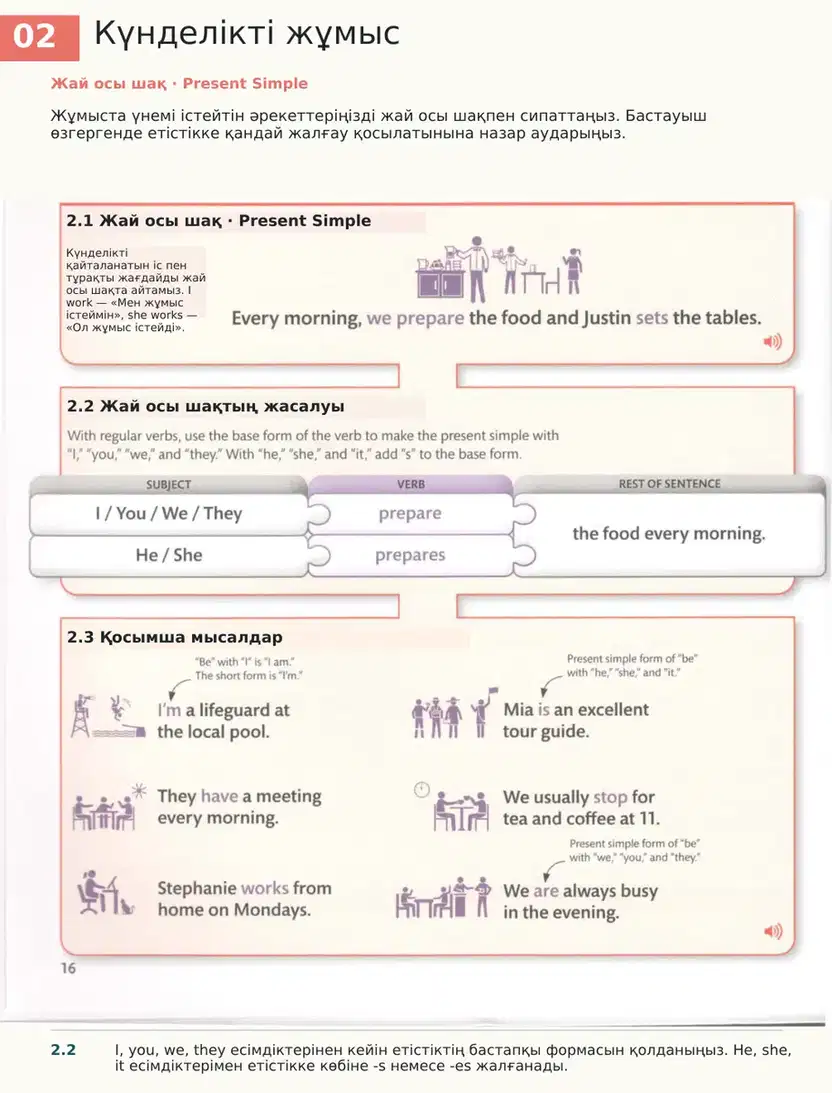 02
Күнделікті жұмыс
Жай осы шақ · Present Simple
Жұмыста үнемі істейтін әрекеттеріңізді жай осы шақпен сипаттаңыз. Бастауыш
өзгергенде етістікке қандай жалғау қосылатынына назар аударыңыз.
2.1 Жай осы шақ · Present Simple
Күнделікті
қайталанатын іс пен
тұрақты жағдайды жай
осы шақта айтамыз. I
work — «Мен жұмыс
істеймін», she works —
«Ол жұмыс істейді».
Every morning, we prepare the food and Justin sets the tables.
2.2 Жай осы шақтың жасалуы
With regular verbs, use the base form of the verb to make the present simple with
"I," "you," "we," and "they." With "he," "she," and "it," add "s" to the base form.
SUBJECT
VERB
REST OF SENTENCE
I / You / We / They
prepare
the food every morning.
He / She
prepares
2.3 Қосымша мысалдар
"Be" with "I" is "I am."
The short form is "I'm."
I'm a lifeguard at
the local pool.
Present simple form of "be"
with "he," "she," and "it."
Mia is an excellent
tour guide.
They have a meeting
every morning.
We usually stop for
tea and coffee at 11.
Stephanie works from
home on Mondays.
Present simple form of "be"
with "we," "you," and "they."
We are always busy
in the evening.
16
2.2 I, you, we, they есімдіктерінен кейін етістіктің бастапқы формасын қолданыңыз. He, she,
it есімдіктерімен етістікке көбіне -s немесе -es жалғанады.